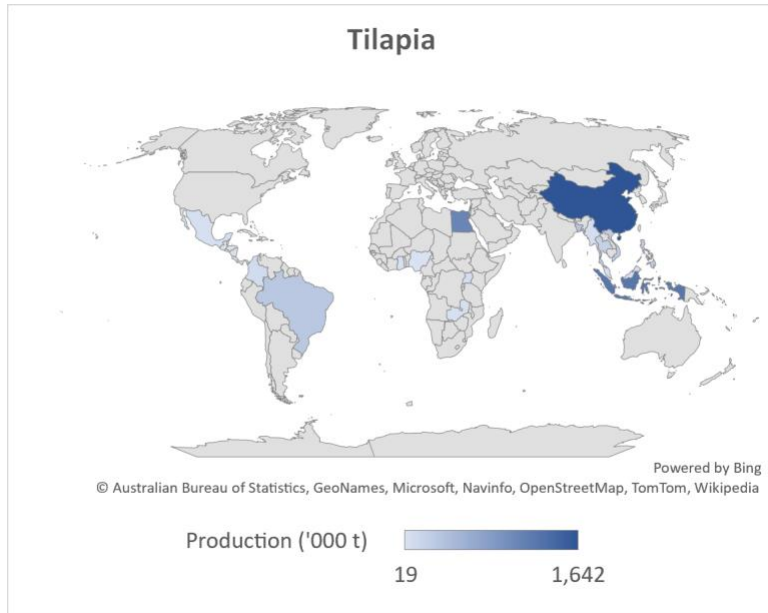 Tilapia
Powered by Bing
© Australian Bureau of Statistics, GeoNames, Microsoft, Navinfo, OpenStreetMap, TomTom, Wikipedia
Production ('000 t)
19
1,642